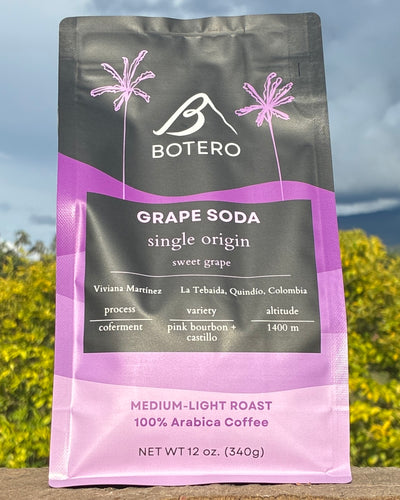 BOTERO
GRAPE SODA
single origin
sweet grape
Viviana Martínez La Tebaida, Quindío, Colombia
process variety altitude
coferment pink bourbon + castillo 1400 m
MEDIUM-LIGHT ROAST
100% Arabica Coffee
NET WT 12 oz. (340g)